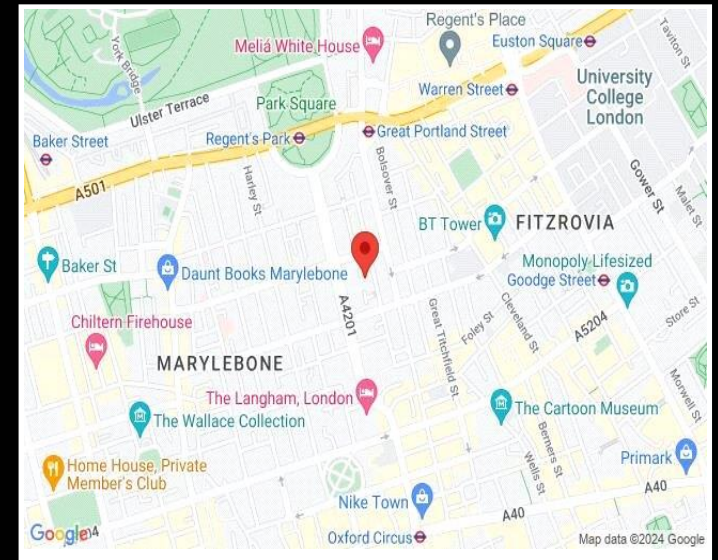 Regent's Place
Meliá White House
Euston Square
Taviton St
York Bridge
University
College
London
Warren Street
Park Square
Ulster Terrace
Baker Street
Regent's Park
Great Portland Street
A501
Harley St
Bolsover St
Gower St
Malet St
BT Tower
FITZROVIA
Baker St
Daunt Books Marylebone
Monopoly Lifesized
Goodge Street
A4201
Great Titchfield St
Cleveland St
Foley St
Store St
Chiltern Firehouse
A5204
MARYLEBONE
Morwell St
The Langham, London
The Wallace Collection
The Cartoon Museum
Berners St
Wells St
Primark
Home House, Private
Member's Club
A40
Nike Town
A40
Google
Oxford Circus
Map data ©2024 Google